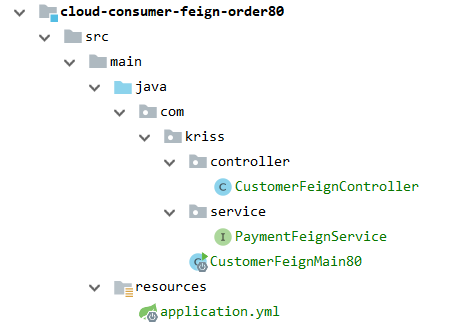 cloud-consumer-feign-order80
src
main
java
com
kriss
controller
C CustomerFeignController
service
I PaymentFeignService
C CustomerFeignMain80
resources
application.yml